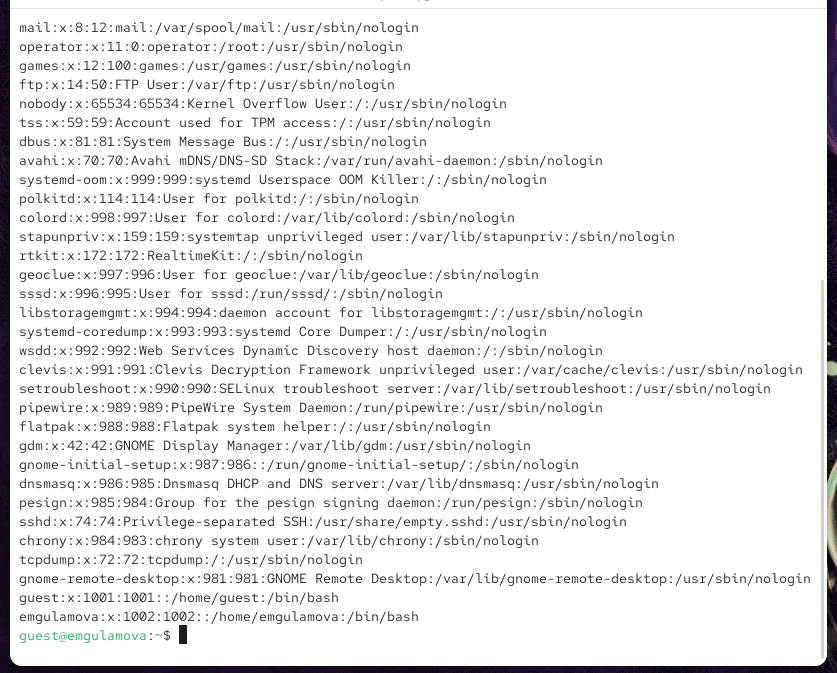 mail:x:8:12:mail:/var/spool/mail:/usr/sbin/nologin
operator:x:11:0:operator:/root:/usr/sbin/nologin
games:x:12:100:games:/usr/games:/usr/sbin/nologin
ftp:x:14:50:FTP User:/var/ftp:/usr/sbin/nologin
nobody:x:65534:65534:Kernel Overflow User:/:/usr/sbin/nologin
tss:x:59:59:Account used for TPM access:/:/usr/sbin/nologin
dbus:x:81:81:System Message Bus:/:/usr/sbin/nologin
avahi:x:70:70:Avahi mDNS/DNS-SD Stack:/var/run/avahi-daemon:/sbin/nologin
systemd-oom:x:999:999:systemd Userspace OOM Killer:/:/sbin/nologin
polkitd:x:114:114:User for polkitd:/:/sbin/nologin
colord:x:998:997:User for colord:/var/lib/colord:/sbin/nologin
stapunpriv:x:159:159:systemtap unprivileged user:/var/lib/stapunpriv:/sbin/nologin
rtkit:x:172:172:RealtimeKit:/:/sbin/nologin
geoclue:x:997:996:User for geoclue:/var/lib/geoclue:/sbin/nologin
sssd:x:996:995:User for sssd:/run/sssd/:/sbin/nologin
libstoragemgmt:x:994:994:daemon account for libstoragemgmt:/:/usr/sbin/nologin
systemd-coredump:x:993:993:systemd Core Dumper:/:/usr/sbin/nologin
wsdd:x:992:992:Web Services Dynamic Discovery host daemon:/:/sbin/nologin
clevis:x:991:991:Clevis Decryption Framework unprivileged user:/var/cache/clevis:/usr/sbin/nologin
setroubleshoot:x:990:990:SELinux troubleshoot server:/var/lib/setroubleshoot:/usr/sbin/nologin
pipewire:x:989:989:PipeWire System Daemon:/run/pipewire:/usr/sbin/nologin
flatpak:x:988:988:Flatpak system helper:/:/usr/sbin/nologin
gdm:x:42:42:GNOME Display Manager:/var/lib/gdm:/usr/sbin/nologin
gnome-initial-setup:x:987:986::/run/gnome-initial-setup/:/sbin/nologin
dnsmasq:x:986:985:Dnsmasq DHCP and DNS server:/var/lib/dnsmasq:/usr/sbin/nologin
pesign:x:985:984:Group for the pesign signing daemon:/run/pesign:/sbin/nologin
sshd:x:74:74:Privilege-separated SSH:/usr/share/empty.sshd:/usr/sbin/nologin
chrony:x:984:983:chrony system user:/var/lib/chrony:/sbin/nologin
tcpdump:x:72:72:tcpdump:/:/usr/sbin/nologin
gnome-remote-desktop:x:981:981:GNOME Remote Desktop:/var/lib/gnome-remote-desktop:/usr/sbin/nologin
guest:x:1001:1001::/home/guest:/bin/bash
emgulamova:x:1002:1002::/home/emgulamova:/bin/bash
guest@emgulamova:~$